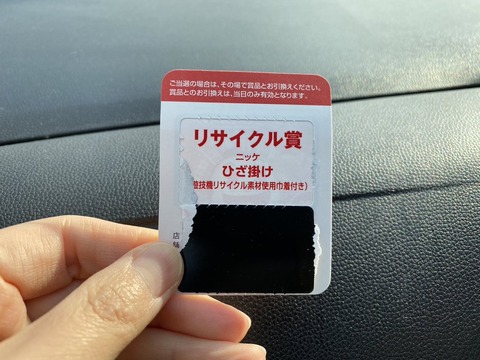 ご当選の場合は、その場で賞品とお引換えください。
賞品とのお引換えは、当日のみ有効となります。
リサイクル賞
ニッケ
ひざ掛け
遊技機リサイクル素材使用巾着付き）
店